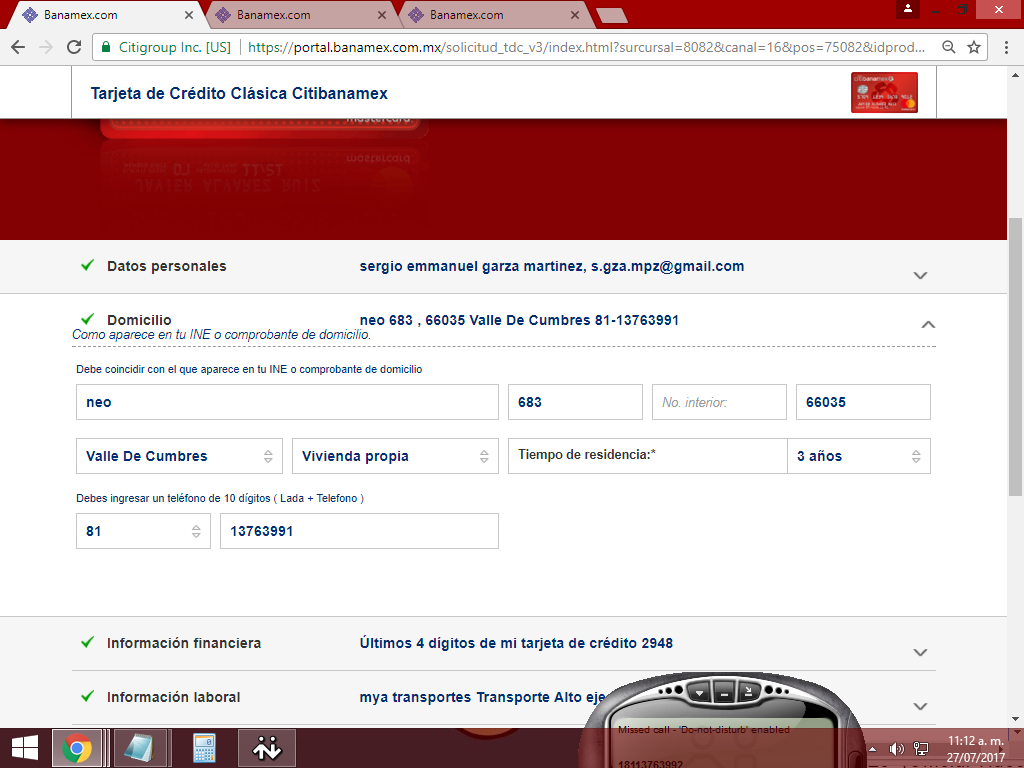 Banamex.com
Banamex.com
Banamex.com
Citigroup Inc. [US]
https://portal.banamex.com.mx/solicitud_tdc_v3/index.html?sursursal=8082&canal=16&pos=75082&idprod...
Tarjeta de Crédito Clásica Citibanamex
Datos personales
sergio emmanuel garza martinez, s.gza.mpz@gmail.com
Domicilio
neo 683 , 66035 Valle De Cumbres 81-13763991
Como aparece en tu INE o comprobante de domicilio.
Debe coincidir con el que aparece en tu INE o comprobante de domicilio
neo
683
No. interior:
66035
Valle De Cumbres
Vivienda propia
Tiempo de residencia:*
3 años
Debes ingresar un teléfono de 10 dígitos ( Lada + Telefono )
81
13763991
Información financiera
Últimos 4 dígitos de mi tarjeta de crédito 2948
Información laboral
mya transportes Transporte Alto eje
Missed call - 'Do-not-disturb' enabled
18113763992
11:12 a. m.
27/07/2017